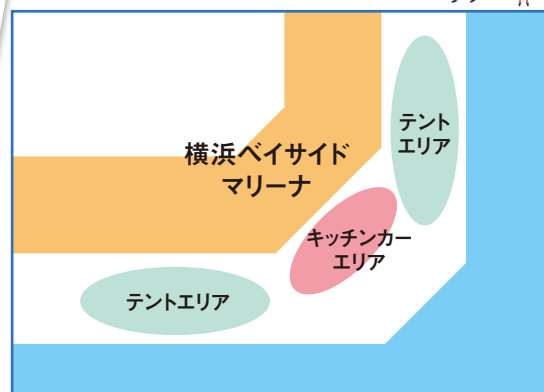 テント
エリア
横浜ベイサイド
マリーナ
キッチンカー
エリア
テントエリア